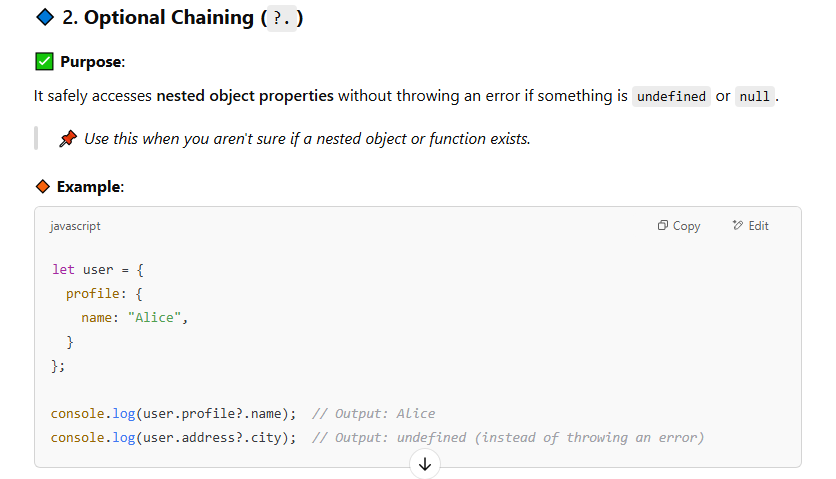 2. Optional Chaining (?.)
Purpose:
It safely accesses nested object properties without throwing an error if something is undefined or null.
Use this when you aren't sure if a nested object or function exists.
Example:
javascript Copy Edit
let user = {
  profile: {
    name: "Alice",
  }
};
console.log(user.profile?.name);  // Output: Alice
console.log(user.address?.city);  // Output: undefined (instead of throwing an error)